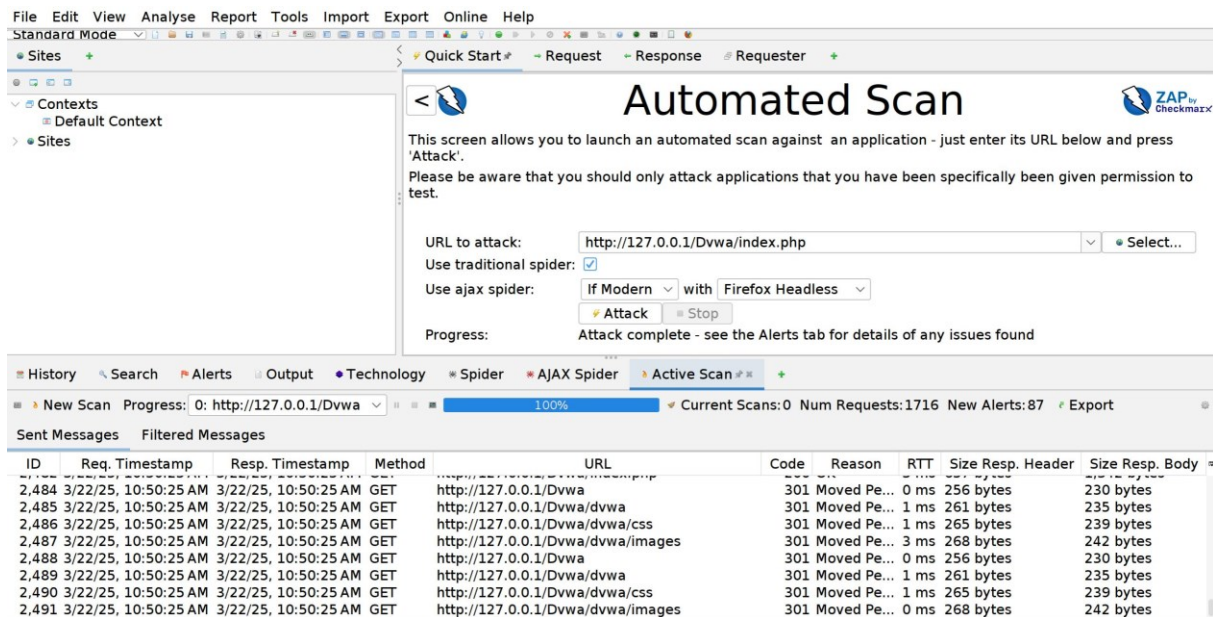 File Edit View Analyse Report Tools Import Export Online Help
Standard Mode
Sites + Quick Start Request Response Requester +
Contexts
Default Context
Sites
< Automated Scan ZAP by Checkmarx
This screen allows you to launch an automated scan against an application - just enter its URL below and press
'Attack'.
Please be aware that you should only attack applications that you have been specifically been given permission to
test.
URL to attack: http://127.0.0.1/Dvwa/index.php Select...
Use traditional spider:
Use ajax spider: If Modern with Firefox Headless
Attack Stop
Progress: Attack complete - see the Alerts tab for details of any issues found
History Search Alerts Output Technology Spider AJAX Spider Active Scan +
New Scan Progress: 0: http://127.0.0.1/Dvwa 100% Current Scans: 0 Num Requests: 1716 New Alerts: 87 Export
Sent Messages Filtered Messages
ID Req. Timestamp Resp. Timestamp Method URL Code Reason RTT Size Resp. Header Size Resp. Body
2,484 3/22/25, 10:50:25 AM 3/22/25, 10:50:25 AM GET http://127.0.0.1/Dvwa 301 Moved Pe... 0 ms 256 bytes 230 bytes
2,485 3/22/25, 10:50:25 AM 3/22/25, 10:50:25 AM GET http://127.0.0.1/Dvwa/dvwa 301 Moved Pe... 1 ms 261 bytes 235 bytes
2,486 3/22/25, 10:50:25 AM 3/22/25, 10:50:25 AM GET http://127.0.0.1/Dvwa/dvwa/css 301 Moved Pe... 1 ms 265 bytes 239 bytes
2,487 3/22/25, 10:50:25 AM 3/22/25, 10:50:25 AM GET http://127.0.0.1/Dvwa/dvwa/images 301 Moved Pe... 3 ms 268 bytes 242 bytes
2,488 3/22/25, 10:50:25 AM 3/22/25, 10:50:25 AM GET http://127.0.0.1/Dvwa 301 Moved Pe... 0 ms 256 bytes 230 bytes
2,489 3/22/25, 10:50:25 AM 3/22/25, 10:50:25 AM GET http://127.0.0.1/Dvwa/dvwa 301 Moved Pe... 1 ms 261 bytes 235 bytes
2,490 3/22/25, 10:50:25 AM 3/22/25, 10:50:25 AM GET http://127.0.0.1/Dvwa/dvwa/css 301 Moved Pe... 1 ms 265 bytes 239 bytes
2,491 3/22/25, 10:50:25 AM 3/22/25, 10:50:25 AM GET http://127.0.0.1/Dvwa/dvwa/images 301 Moved Pe... 0 ms 268 bytes 242 bytes